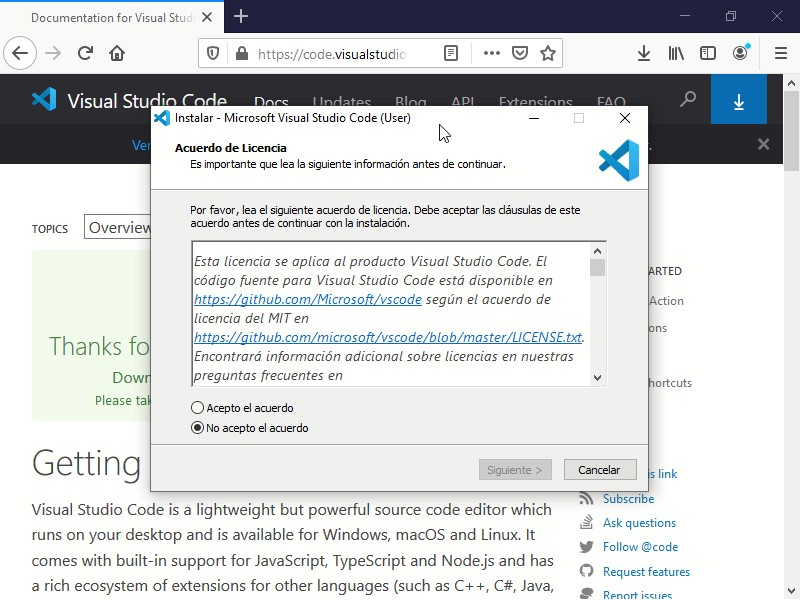 Documentation for Visual Stud
https://code.visualstudio
Visual Studio Code
Docs
Updates
Blog
API
Extensions
FAQ
Ver
Instalar - Microsoft Visual Studio Code (User)
Acuerdo de Licencia
Es importante que lea la siguiente información antes de continuar.
Por favor, lea el siguiente acuerdo de licencia. Debe aceptar las cláusulas de este
acuerdo antes de continuar con la instalación.
Esta licencia se aplica al producto Visual Studio Code. El
código fuente para Visual Studio Code está disponible en
https://github.com/Microsoft/vscode según el acuerdo de
licencia del MIT en
https://github.com/microsoft/vscode/blob/master/LICENSE.txt.
Encontrará información adicional sobre licencias en nuestras
preguntas frecuentes en
Acepto el acuerdo
No acepto el acuerdo
Siguiente >
Cancelar
TOPICS
Overview
Thanks fo
Down
Please tak
Getting
Visual Studio Code is a lightweight but powerful source code editor which
runs on your desktop and is available for Windows, macOS and Linux. It
comes with built-in support for JavaScript, TypeScript and Node.js and has
a rich ecosystem of extensions for other languages (such as C++, C#, Java,
ARTED
Action
ons
hortcuts
is link
Subscribe
Ask questions
Follow @code
Request features
Report issues